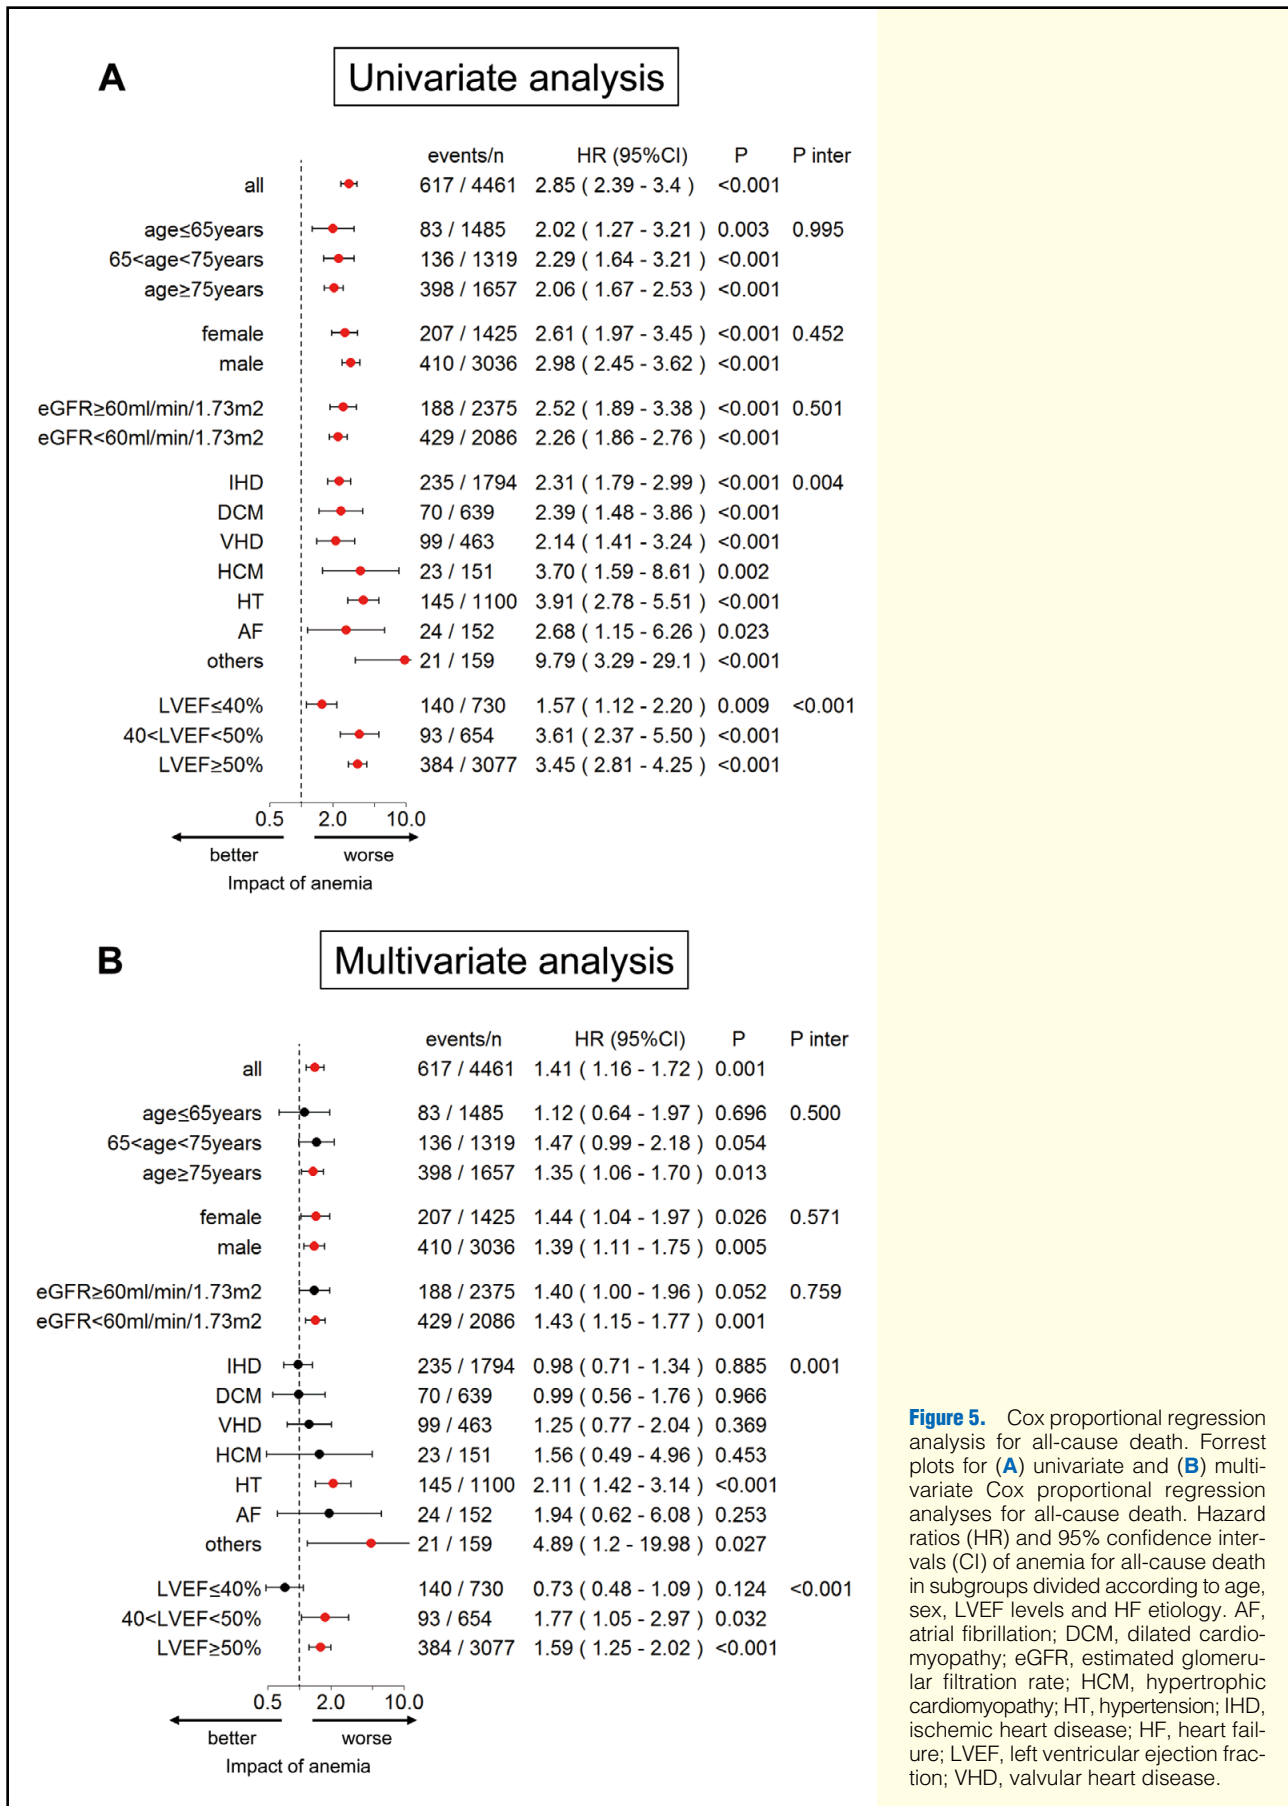 A
Univariate analysis
events/n HR (95%CI) P P inter
all 617 / 4461 2.85 ( 2.39 - 3.4 ) <0.001
age≤65years 83 / 1485 2.02 ( 1.27 - 3.21 ) 0.003 0.995
65<age<75years 136 / 1319 2.29 ( 1.64 - 3.21 ) <0.001
age≥75years 398 / 1657 2.06 ( 1.67 - 2.53 ) <0.001
female 207 / 1425 2.61 ( 1.97 - 3.45 ) <0.001 0.452
male 410 / 3036 2.98 ( 2.45 - 3.62 ) <0.001
eGFR≥60ml/min/1.73m2 188 / 2375 2.52 ( 1.89 - 3.38 ) <0.001 0.501
eGFR<60ml/min/1.73m2 429 / 2086 2.26 ( 1.86 - 2.76 ) <0.001
IHD 235 / 1794 2.31 ( 1.79 - 2.99 ) <0.001 0.004
DCM 70 / 639 2.39 ( 1.48 - 3.86 ) <0.001
VHD 99 / 463 2.14 ( 1.41 - 3.24 ) <0.001
HCM 23 / 151 3.70 ( 1.59 - 8.61 ) 0.002
HT 145 / 1100 3.91 ( 2.78 - 5.51 ) <0.001
AF 24 / 152 2.68 ( 1.15 - 6.26 ) 0.023
others 21 / 159 9.79 ( 3.29 - 29.1 ) <0.001
LVEF≤40% 140 / 730 1.57 ( 1.12 - 2.20 ) 0.009 <0.001
40<LVEF<50% 93 / 654 3.61 ( 2.37 - 5.50 ) <0.001
LVEF≥50% 384 / 3077 3.45 ( 2.81 - 4.25 ) <0.001
0.5 2.0 10.0
better worse
Impact of anemia
B
Multivariate analysis
events/n HR (95%CI) P P inter
all 617 / 4461 1.41 ( 1.16 - 1.72 ) 0.001
age≤65years 83 / 1485 1.12 ( 0.64 - 1.97 ) 0.696 0.500
65<age<75years 136 / 1319 1.47 ( 0.99 - 2.18 ) 0.054
age≥75years 398 / 1657 1.35 ( 1.06 - 1.70 ) 0.013
female 207 / 1425 1.44 ( 1.04 - 1.97 ) 0.026 0.571
male 410 / 3036 1.39 ( 1.11 - 1.75 ) 0.005
eGFR≥60ml/min/1.73m2 188 / 2375 1.40 ( 1.00 - 1.96 ) 0.052 0.759
eGFR<60ml/min/1.73m2 429 / 2086 1.43 ( 1.15 - 1.77 ) 0.001
IHD 235 / 1794 0.98 ( 0.71 - 1.34 ) 0.885 0.001
DCM 70 / 639 0.99 ( 0.56 - 1.76 ) 0.966
VHD 99 / 463 1.25 ( 0.77 - 2.04 ) 0.369
HCM 23 / 151 1.56 ( 0.49 - 4.96 ) 0.453
HT 145 / 1100 2.11 ( 1.42 - 3.14 ) <0.001
AF 24 / 152 1.94 ( 0.62 - 6.08 ) 0.253
others 21 / 159 4.89 ( 1.2 - 19.98 ) 0.027
LVEF≤40% 140 / 730 0.73 ( 0.48 - 1.09 ) 0.124 <0.001
40<LVEF<50% 93 / 654 1.77 ( 1.05 - 2.97 ) 0.032
LVEF≥50% 384 / 3077 1.59 ( 1.25 - 2.02 ) <0.001
0.5 2.0 10.0
better worse
Impact of anemia
Figure 5. Cox proportional regression
analysis for all-cause death. Forrest
plots for (A) univariate and (B) multi-
variate Cox proportional regression
analyses for all-cause death. Hazard
ratios (HR) and 95% confidence inter-
vals (CI) of anemia for all-cause death
in subgroups divided according to age,
sex, LVEF levels and HF etiology. AF,
atrial fibrillation; DCM, dilated cardio-
myopathy; eGFR, estimated glomeru-
lar filtration rate; HCM, hypertrophic
cardiomyopathy; HT, hypertension; IHD,
ischemic heart disease; HF, heart fail-
ure; LVEF, left ventricular ejection frac-
tion; VHD, valvular heart disease.